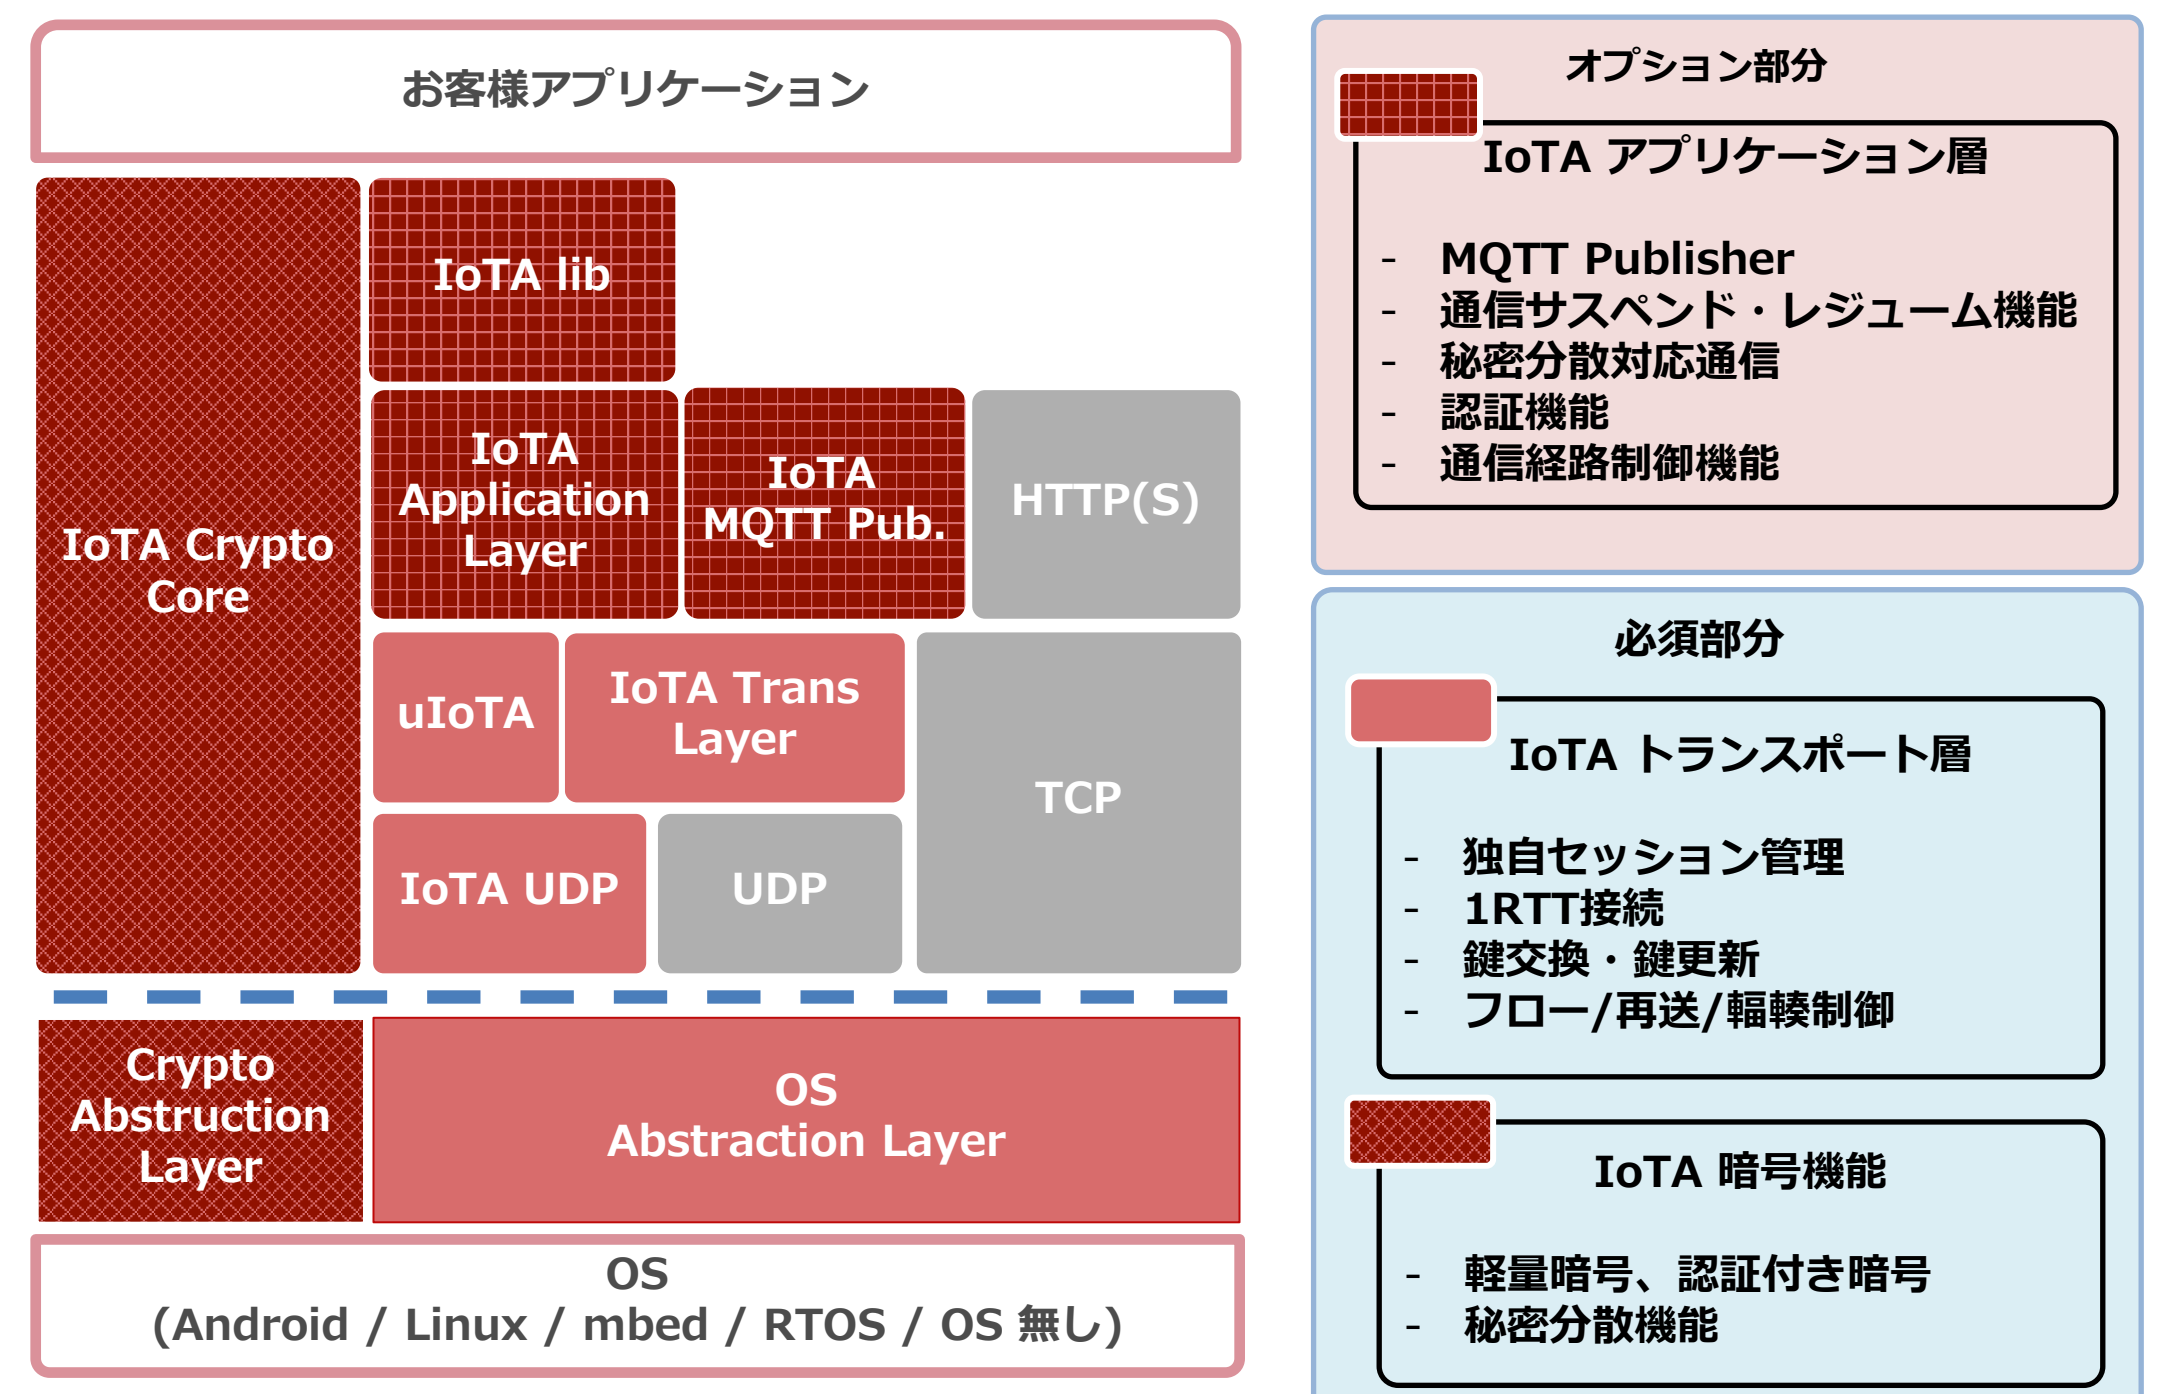 お客様アプリケーション
IoTA lib
IoTA Crypto
Core
IoTA
Application
Layer
IoTA
MQTT Pub.
HTTP(S)
uIoTA
IoTA Trans
Layer
TCP
IoTA UDP
UDP
Crypto
Abstruction
Layer
OS
Abstraction Layer
OS
(Android / Linux / mbed / RTOS / OS 無し)
オプション部分
IoTA アプリケーション層
- MQTT Publisher
- 通信サスペンド・レジューム機能
- 秘密分散対応通信
- 認証機能
- 通信経路制御機能
必須部分
IoTA トランスポート層
- 独自セッション管理
- 1RTT接続
- 鍵交換・鍵更新
- フロー/再送/輻輳制御
IoTA 暗号機能
- 軽量暗号、認証付き暗号
- 秘密分散機能